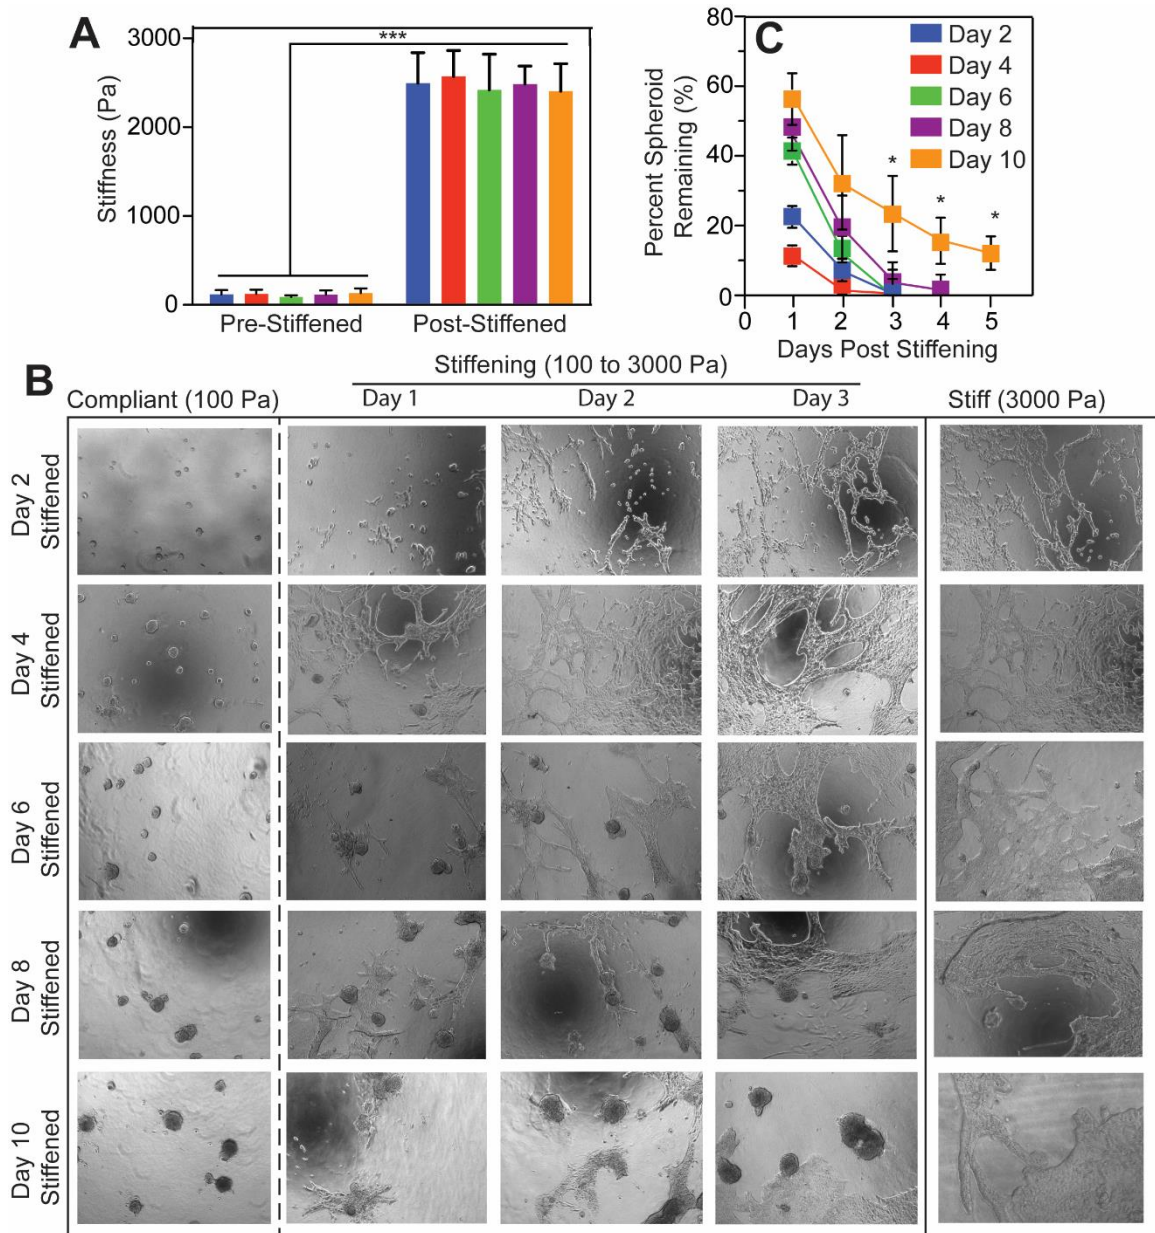 A
Stiffness (Pa)
3000
2000
1000
0
***
Pre-Stiffened
Post-Stiffened
C
Percent Spheroid
Remaining (%)
80
60
40
20
0
Day 2
Day 4
Day 6
Day 8
Day 10
*
*
*
0
1
2
3
4
5
Days Post Stiffening
B
Stiffening (100 to 3000 Pa)
Compliant (100 Pa)
Day 1
Day 2
Day 3
Stiff (3000 Pa)
Day 2
Stiffened
Day 4
Stiffened
Day 6
Stiffened
Day 8
Stiffened
Day 10
Stiffened